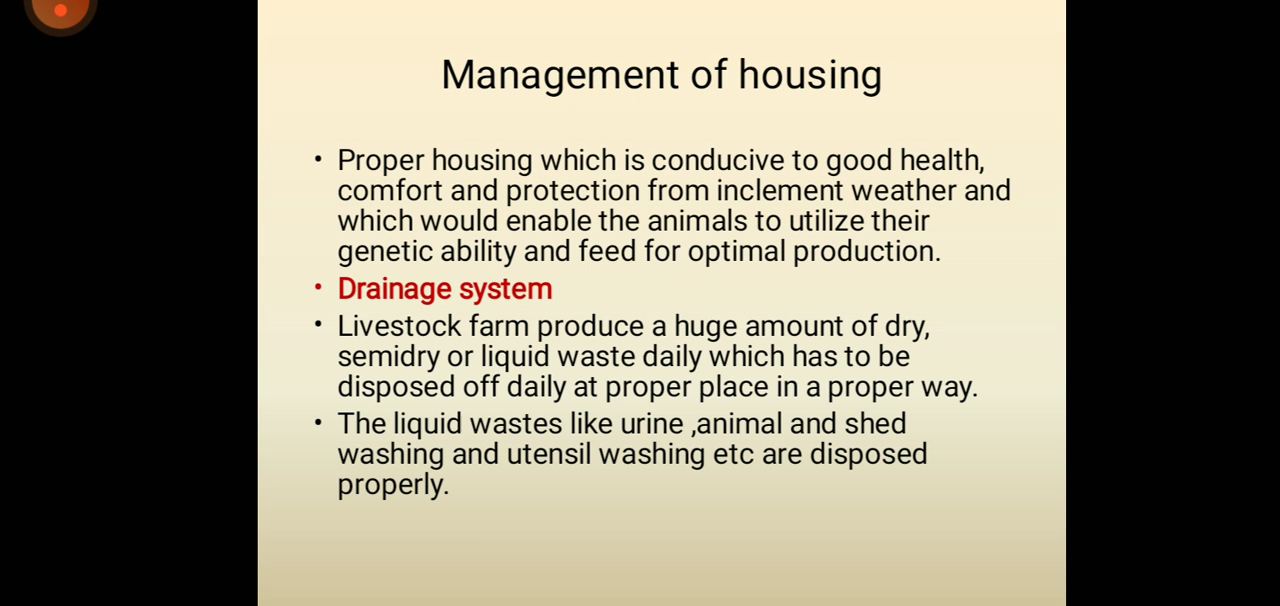 Management of housing
• Proper housing which is conducive to good health,
comfort and protection from inclement weather and
which would enable the animals to utilize their
genetic ability and feed for optimal production.
• Drainage system
• Livestock farm produce a huge amount of dry,
semidry or liquid waste daily which has to be
disposed off daily at proper place in a proper way.
• The liquid wastes like urine ,animal and shed
washing and utensil washing etc are disposed
properly.